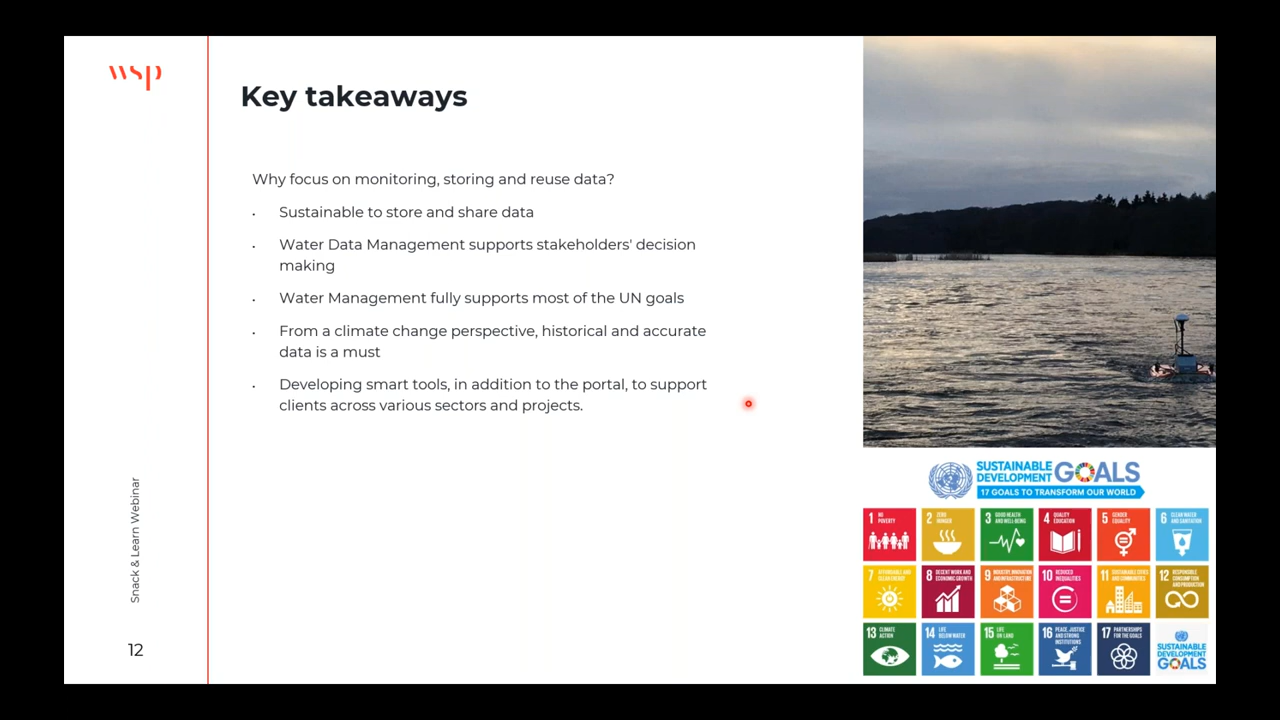 wsp
Key takeaways
Why focus on monitoring, storing and reuse data?
• Sustainable to store and share data
• Water Data Management supports stakeholders' decision
making
• Water Management fully supports most of the UN goals
• From a climate change perspective, historical and accurate
data is a must
• Developing smart tools, in addition to the portal, to support
clients across various sectors and projects.
Snack & Learn Webinar
12
SUSTAINABLE
DEVELOPMENT
GOALS
17 GOALS TO TRANSFORM OUR WORLD
1 NO
POVERTY
2 ZERO
HUNGER
3 GOOD HEALTH
AND WELL-BEING
4 QUALITY
EDUCATION
5 GENDER
EQUALITY
6 CLEAN WATER
AND SANITATION
7 AFFORDABLE AND
CLEAN ENERGY
8 DECENT WORK AND
ECONOMIC GROWTH
9 INDUSTRY, INNOVATION
AND INFRASTRUCTURE
10 REDUCED
INEQUALITIES
11 SUSTAINABLE CITIES
AND COMMUNITIES
12 RESPONSIBLE
CONSUMPTION
AND PRODUCTION
13 CLIMATE
ACTION
14 LIFE
BELOW WATER
15 LIFE
ON LAND
16 PEACE, JUSTICE
AND STRONG
INSTITUTIONS
17 PARTNERSHIPS
FOR THE GOALS
SUSTAINABLE
DEVELOPMENT
GOALS